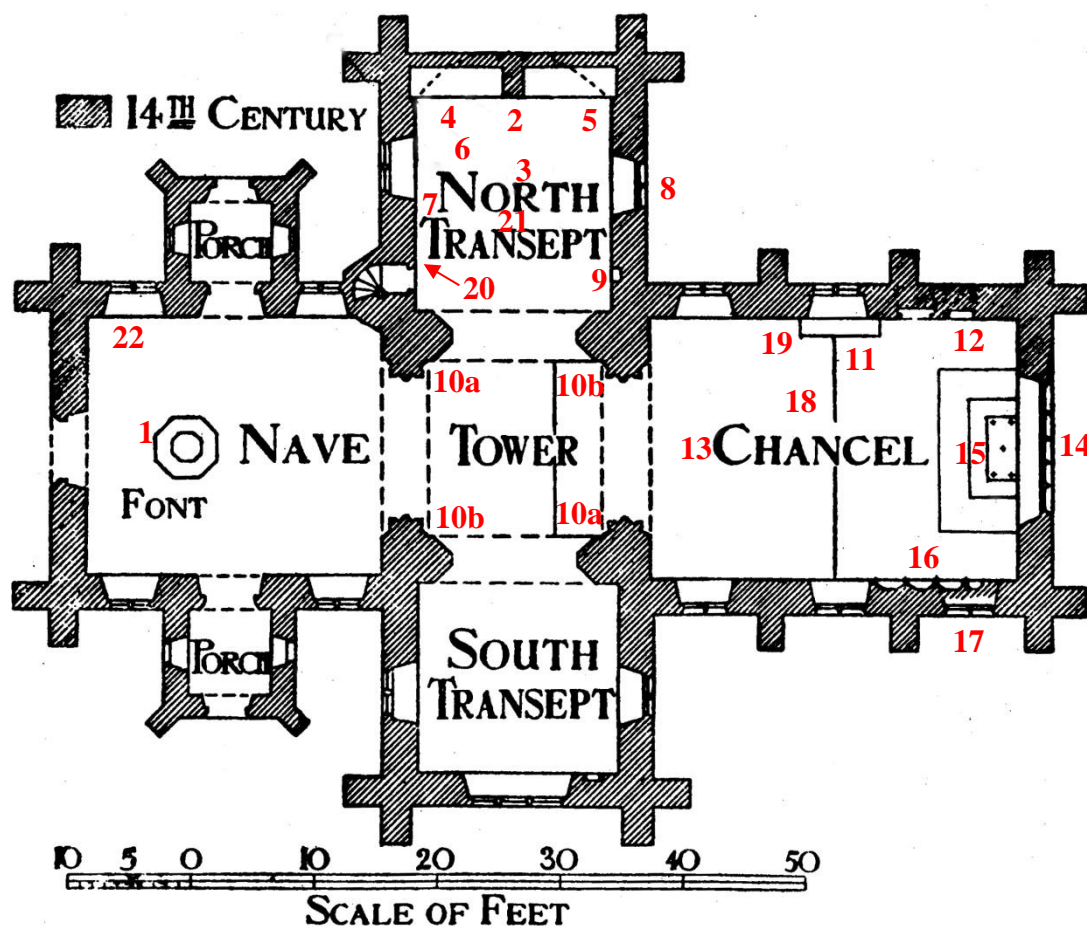 14TH CENTURY
4
2
5
6
3
8
7
NORTH
21
TRANSEPT
PORCH
20
9
22
19
11
12
10a
10b
18
1
NAVE
TOWER
13
CHANCEL
15
14
FONT
10b
10a
16
17
PORCH
SOUTH
TRANSEPT
10 5 0 10 20 30 40 50
SCALE OF FEET